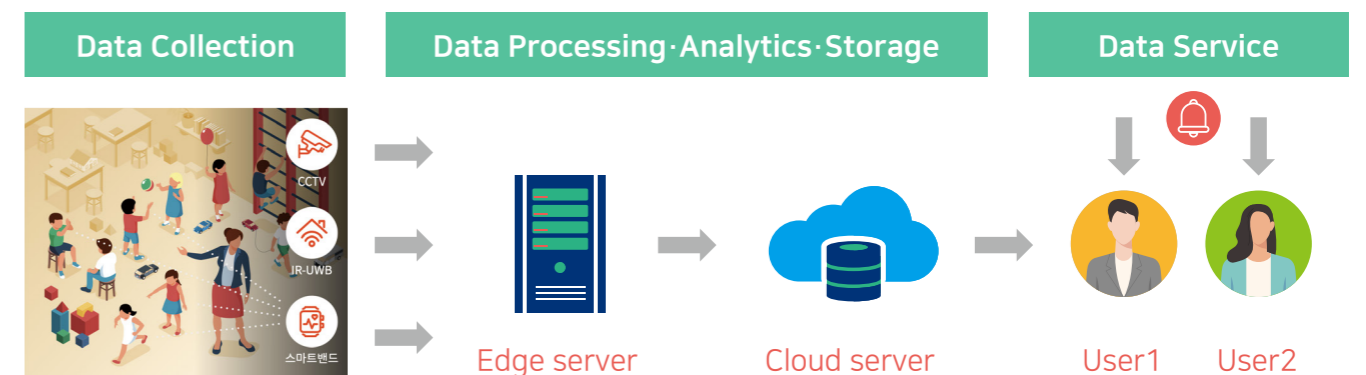 Data Collection
Data Processing·Analytics·Storage
Data Service
CCTV
IR-UWB
스마트밴드
Edge server
Cloud server
User1
User2